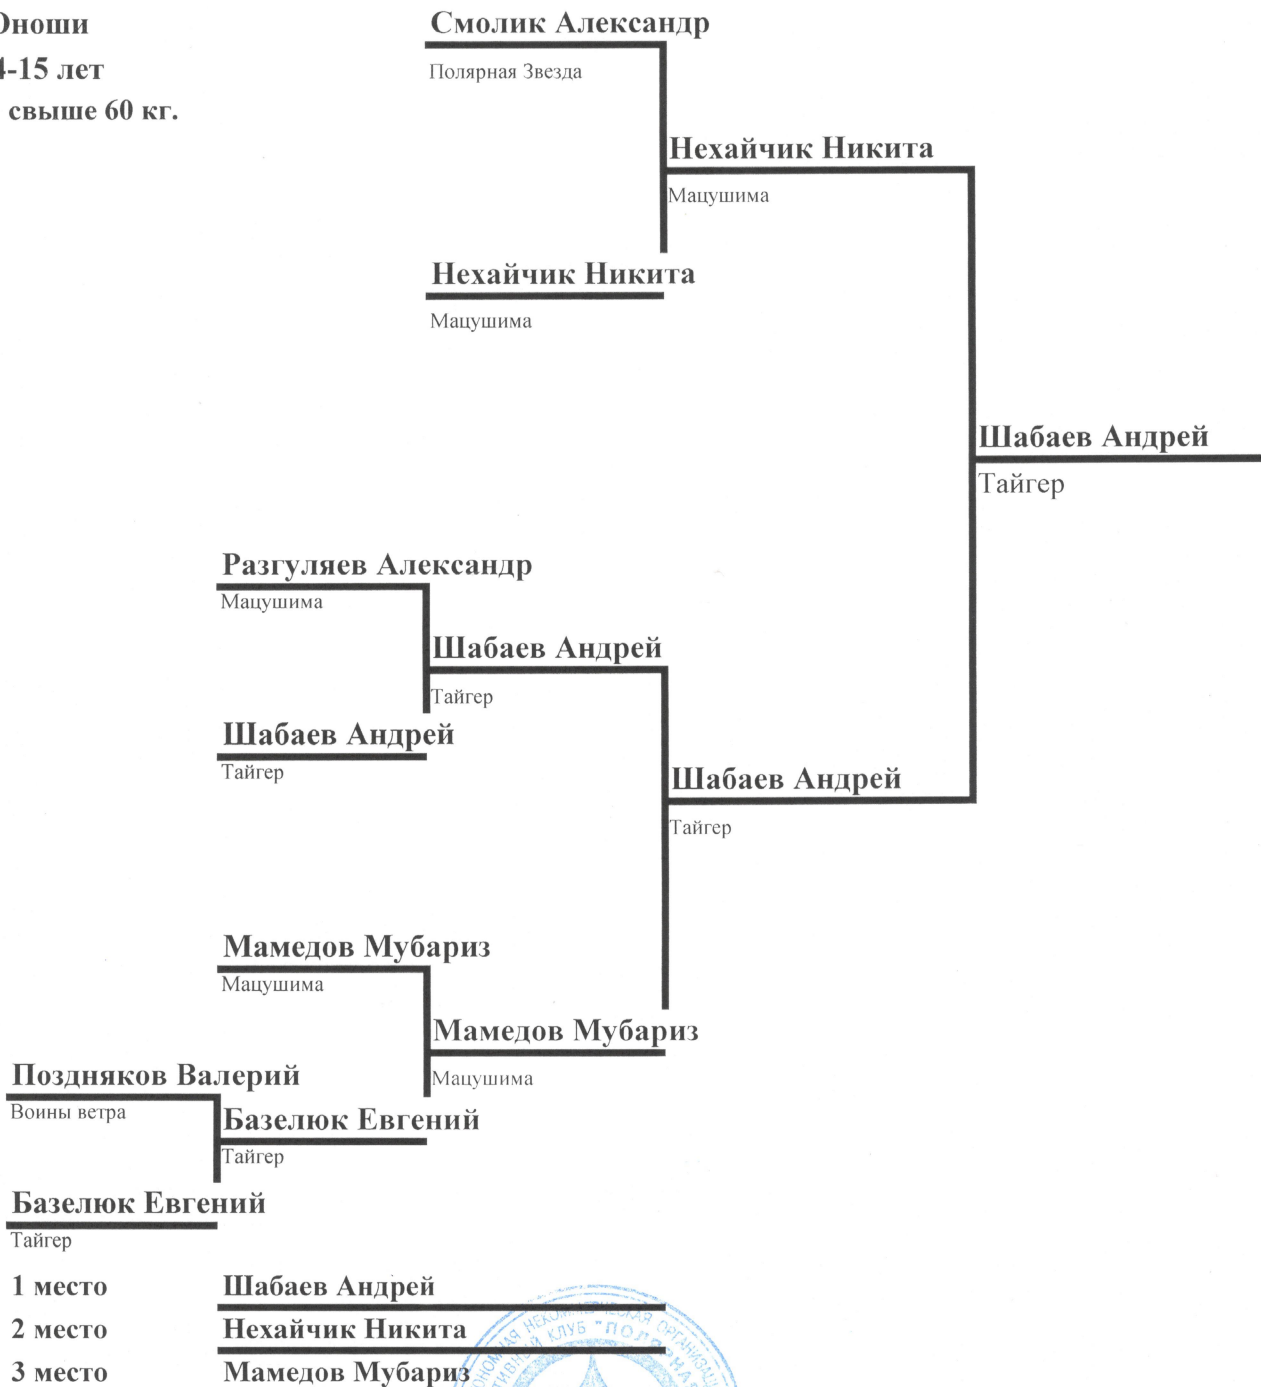 Юноши
Смолик Александр
4-15 лет
Полярная Звезда
свыше 60 кг.
Нехайчик Никита
Мацушима
Нехайчик Никита
Мацушима
Шабаев Андрей
Тайгер
Разгуляев Александр
Мацушима
Шабаев Андрей
Тайгер
Шабаев Андрей
Тайгер
Шабаев Андрей
Тайгер
Мамедов Мубариз
Мацушима
Мамедов Мубариз
Мацушима
Поздняков Валерий
Воины ветра
Базелюк Евгений
Тайгер
Базелюк Евгений
Тайгер
1 место Шабаев Андрей
2 место Нехайчик Никита
3 место Мамедов Мубариз
НЕКОММЕРЧЕСКАЯ
КЛУБ